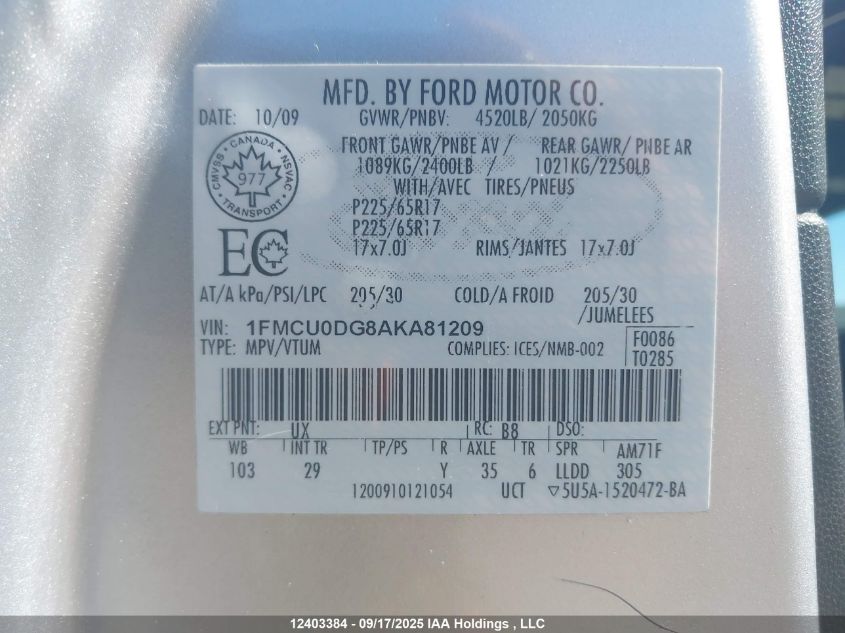 MFD. BY FORD MOTOR CO.
DATE: 10/09 GVWR/PNBV: 4520LB/ 2050KG
FRONT GAWR/PNBE AV / REAR GAWR/ PNBE AR
1089KG/2400LB / 1021KG/2250LB
WITH/AVEC TIRES/PNEUS
P225/65R17
P225/65R17
17x7.0J RIMS/JANTES 17x7.0J
CANADA
CMVSS NSVAC
977
TRANSPORT
EC
AT/A kPa/PSI/LPC 205/30 COLD/A FROID 205/30
/JUMELEES
VIN: 1FMCU0DG8AKA81209
TYPE: MPV/VTUM COMPLIES: ICES/NMB-002
F0086
T0285
EXT PNT: UX RC: B8 DSO:
WB INT TR TP/PS R AXLE TR SPR AM71F
103 29 Y 35 6 LLDD 305
1200910121054 UCT ▽5U5A-1520472-BA
12403384 - 09/17/2025 IAA Holdings , LLC